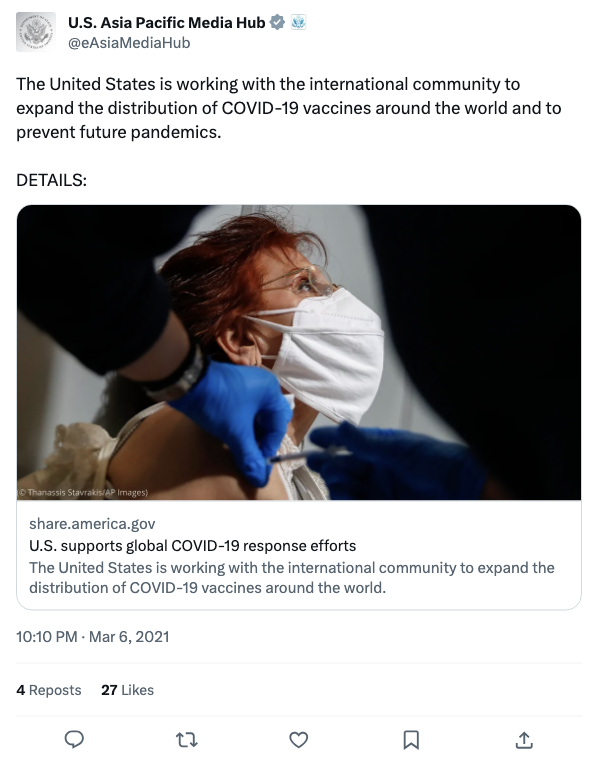 U.S. Asia Pacific Media Hub
@eAsiaMediaHub
The United States is working with the international community to
expand the distribution of COVID-19 vaccines around the world and to
prevent future pandemics.
DETAILS:
© Thanassis Stavrakis/AP Images)
share.america.gov
U.S. supports global COVID-19 response efforts
The United States is working with the international community to expand the
distribution of COVID-19 vaccines around the world.
10:10 PM · Mar 6, 2021
4 Reposts 27 Likes